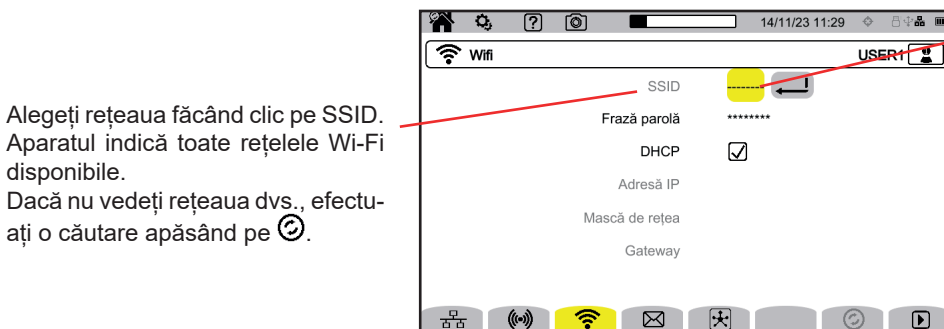 14/11/23 11:29
Wifi USER1
Alegeți rețeaua făcând clic pe SSID.
Aparatul indică toate rețelele Wi-Fi
disponibile.
Dacă nu vedeți rețeaua dvs., efectu-
ați o căutare apăsând pe .
SSID --------
Frază parolă ********
DHCP
Adresă IP
Mască de rețea
Gateway